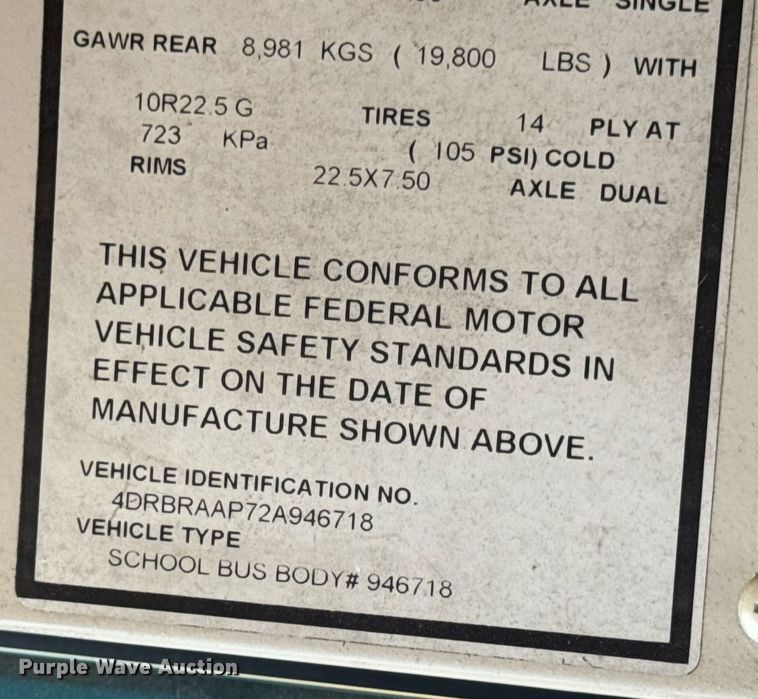 AXLE SINGLE
GAWR REAR 8,981 KGS ( 19,800 LBS ) WITH
10R22.5 G TIRES 14 PLY AT
723 KPa ( 105 PSI) COLD
RIMS 22.5X7.50 AXLE DUAL
THIS VEHICLE CONFORMS TO ALL
APPLICABLE FEDERAL MOTOR
VEHICLE SAFETY STANDARDS IN
EFFECT ON THE DATE OF
MANUFACTURE SHOWN ABOVE.
VEHICLE IDENTIFICATION NO.
4DRBRAAP72A946718
VEHICLE TYPE
SCHOOL BUS BODY# 946718
Purple Wave Auction